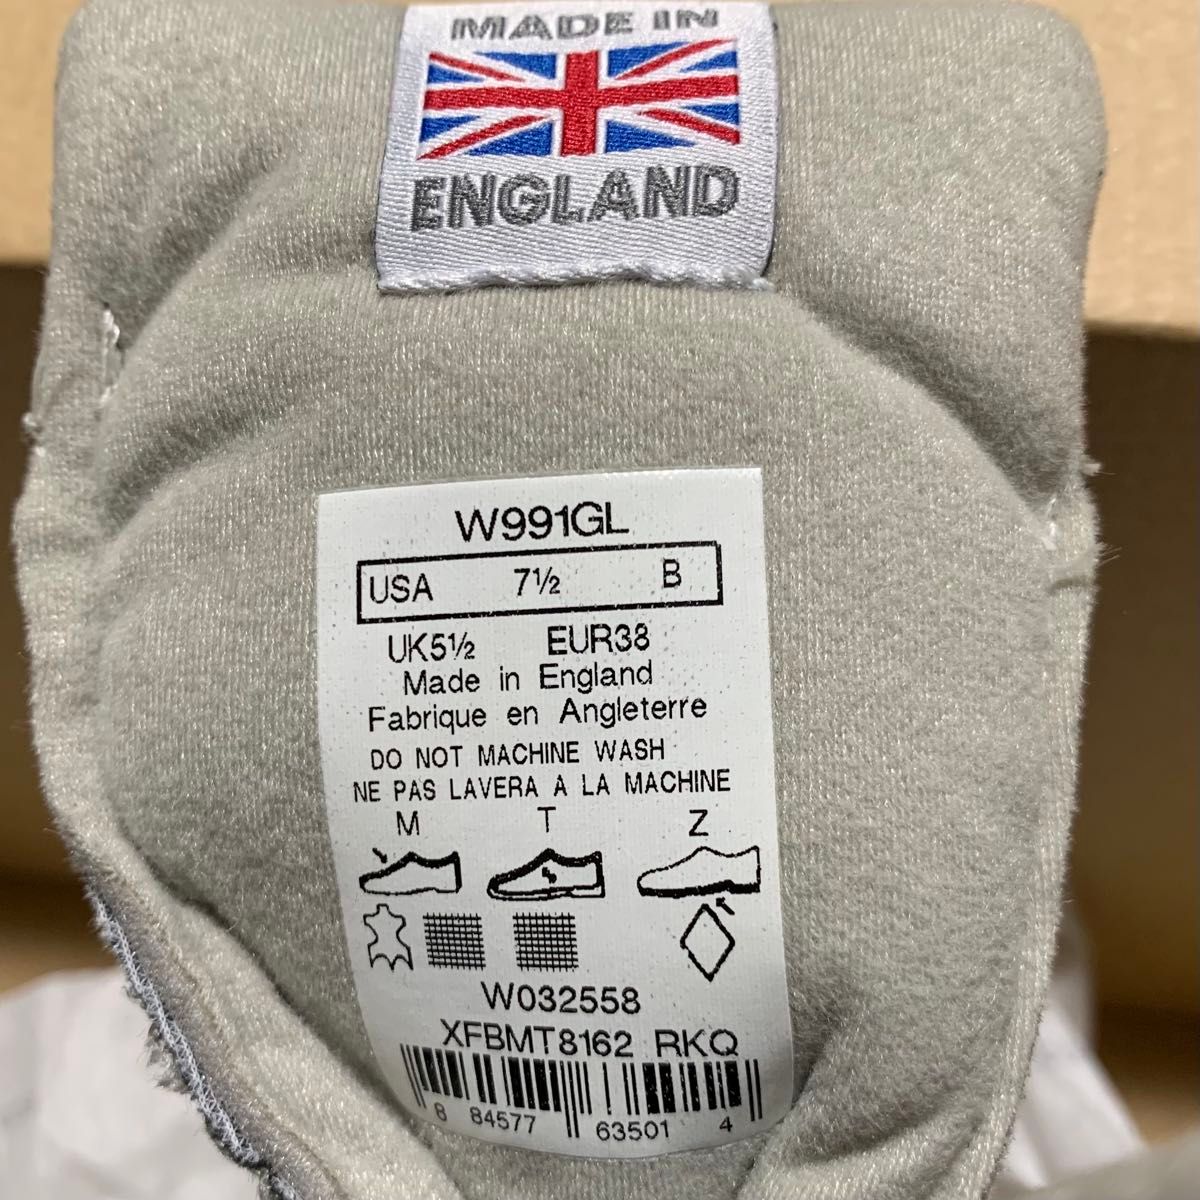 MADE IN
ENGLAND
W991GL
USA 7½ B
UK5½ EUR38
Made in England
Fabrique en Angleterre
DO NOT MACHINE WASH
NE PAS LAVERA A LA MACHINE
M T Z
W032558
XFBMT8162 RKQ
8 84577 63501 4